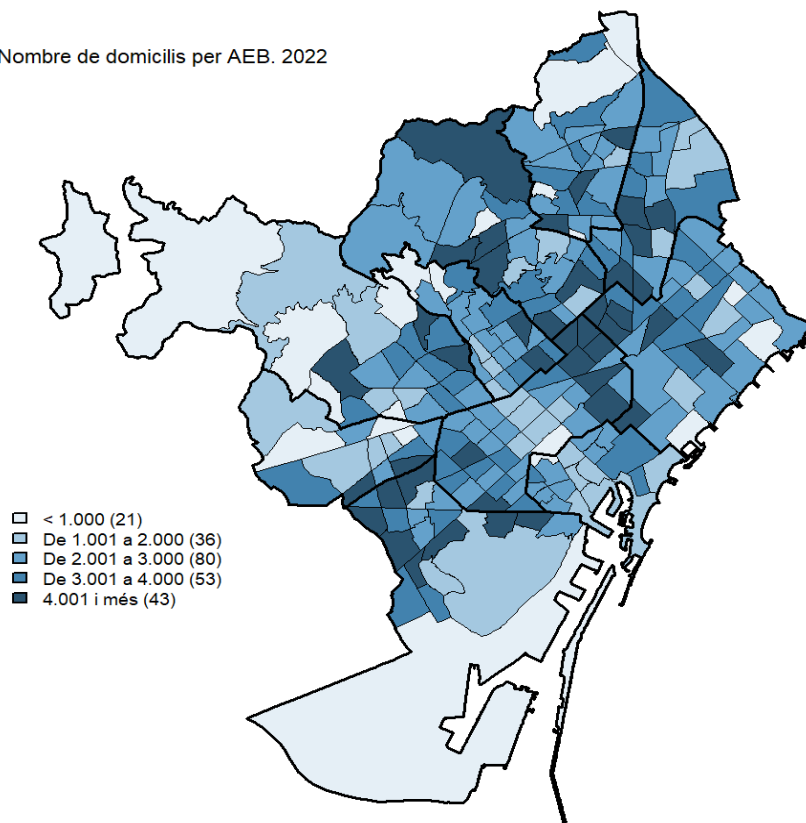 Nombre de domicilis per AEB. 2022
< 1.000 (21)
De 1.001 a 2.000 (36)
De 2.001 a 3.000 (80)
De 3.001 a 4.000 (53)
4.001 i més (43)